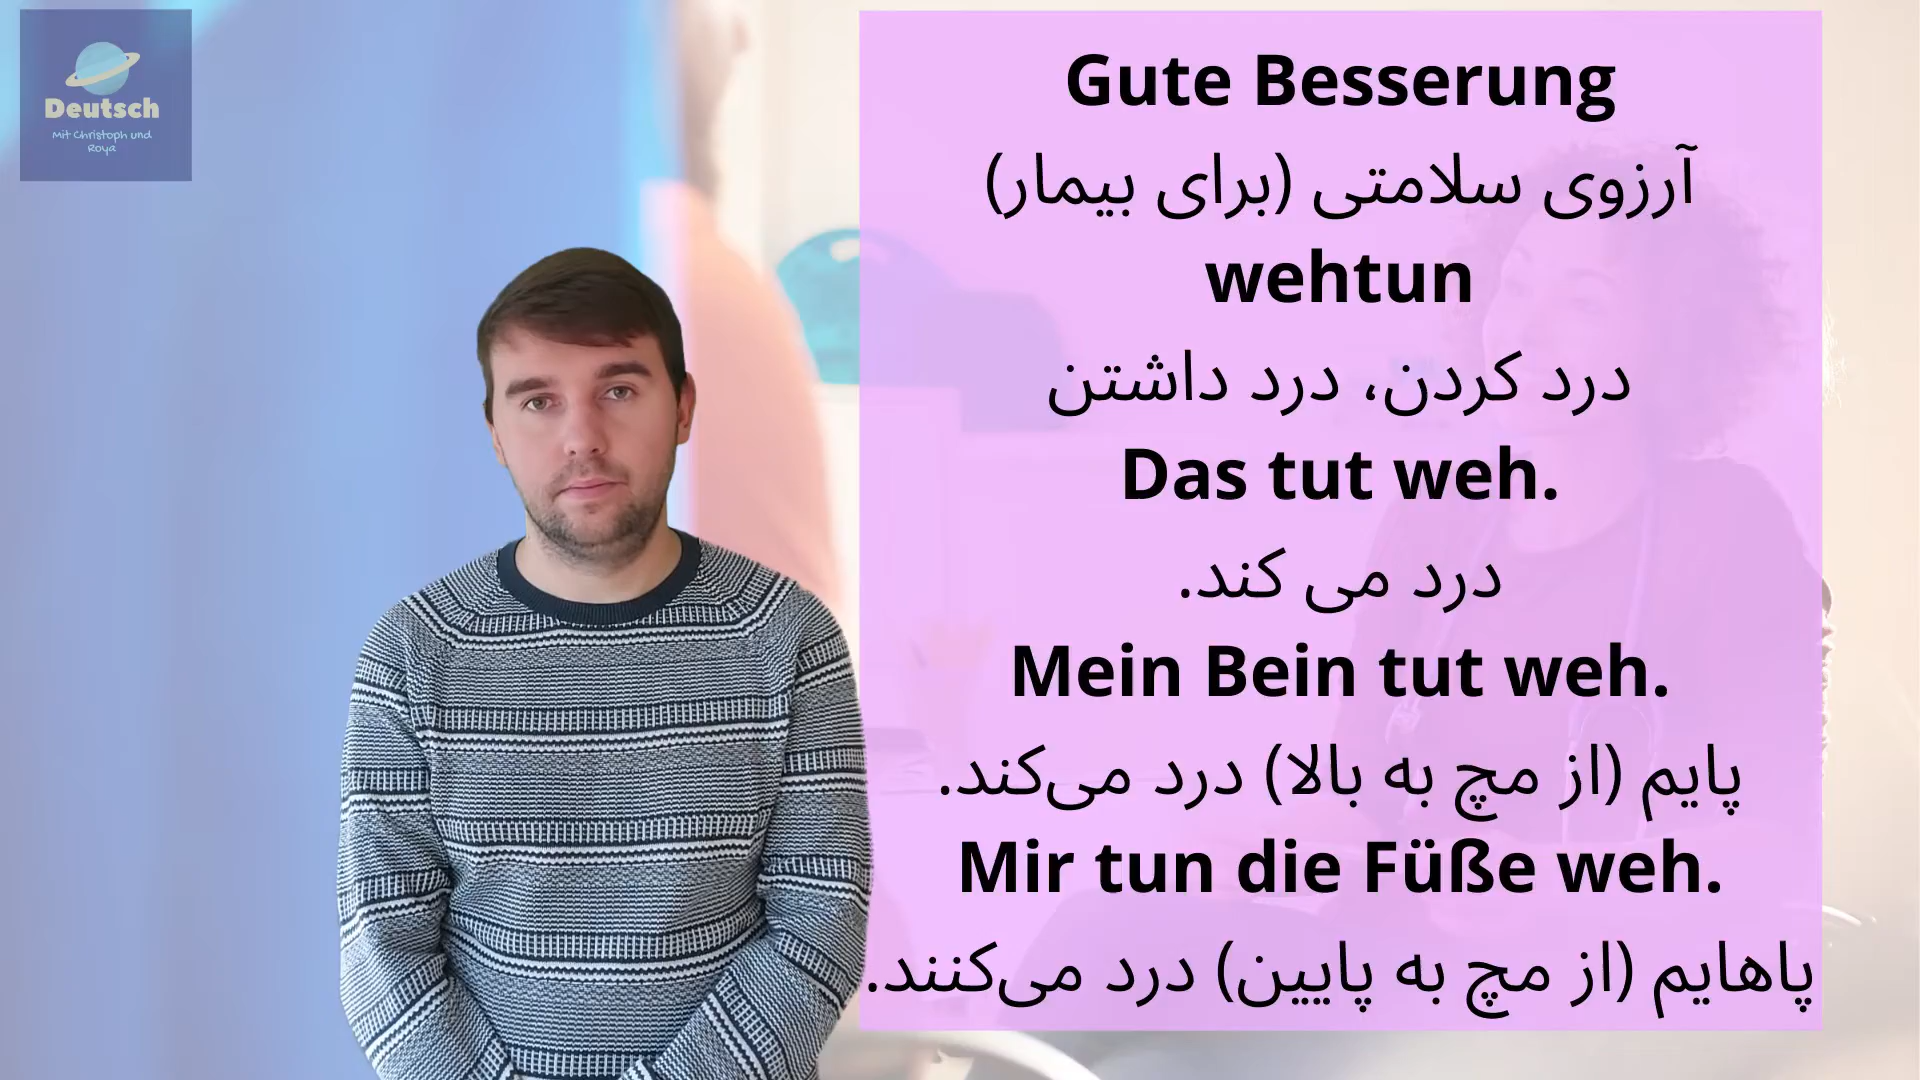 Deutsch
Mit Christoph und
Roya
Gute Besserung
آرزوی سلامتی (برای بیمار)
wehtun
درد کردن، درد داشتن
Das tut weh.
درد می کند.
Mein Bein tut weh.
پایم (از مچ به بالا) درد می‌کند.
Mir tun die Füße weh.
پاهایم (از مچ به پایین) درد می‌کنند.